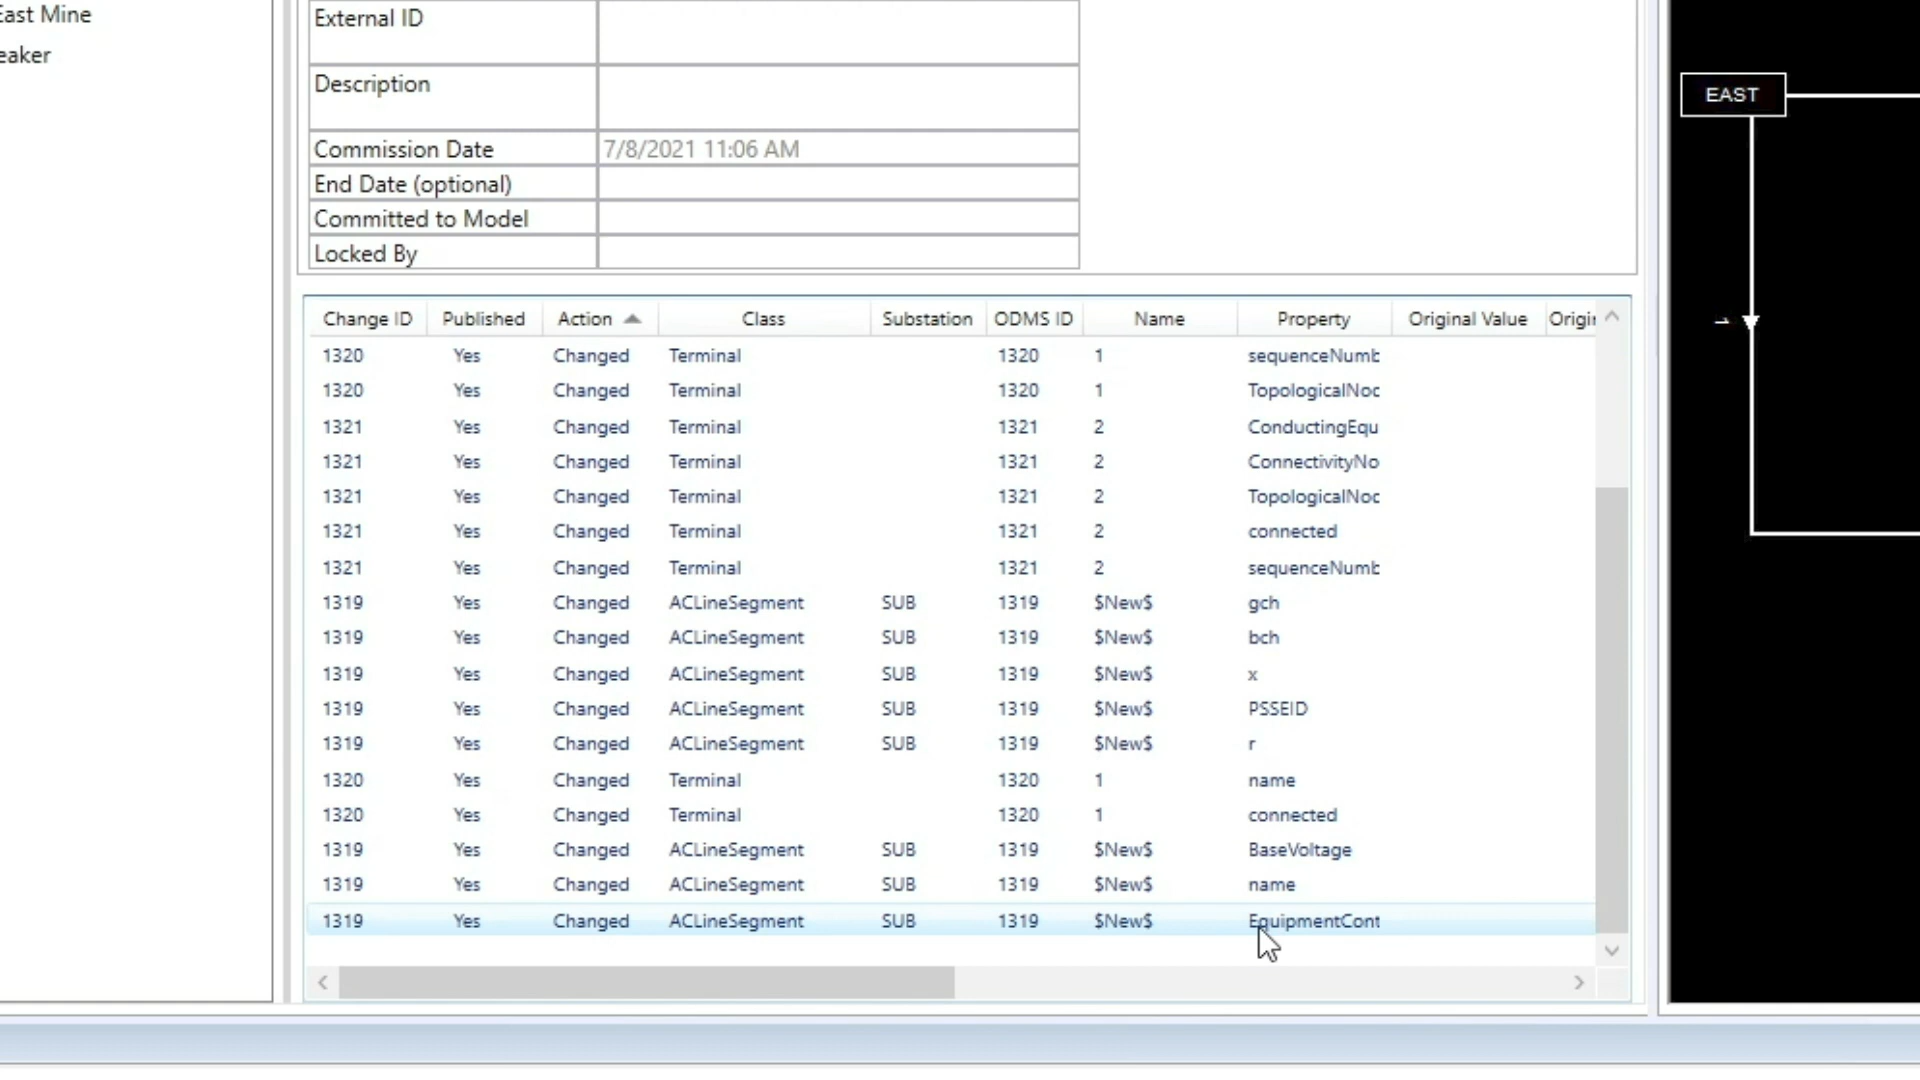 East Mine
eaker
External ID
Description
Commission Date 7/8/2021 11:06 AM
End Date (optional)
Committed to Model
Locked By
Change ID Published Action Class Substation ODMS ID Name Property Original Value Origir
1320 Yes Changed Terminal 1320 1 sequenceNumb
1320 Yes Changed Terminal 1320 1 TopologicalNoc
1321 Yes Changed Terminal 1321 2 ConductingEqu
1321 Yes Changed Terminal 1321 2 ConnectivityNo
1321 Yes Changed Terminal 1321 2 TopologicalNoc
1321 Yes Changed Terminal 1321 2 connected
1321 Yes Changed Terminal 1321 2 sequenceNumb
1319 Yes Changed ACLineSegment SUB 1319 $New$ gch
1319 Yes Changed ACLineSegment SUB 1319 $New$ bch
1319 Yes Changed ACLineSegment SUB 1319 $New$ x
1319 Yes Changed ACLineSegment SUB 1319 $New$ PSSEID
1319 Yes Changed ACLineSegment SUB 1319 $New$ r
1320 Yes Changed Terminal 1320 1 name
1320 Yes Changed Terminal 1320 1 connected
1319 Yes Changed ACLineSegment SUB 1319 $New$ BaseVoltage
1319 Yes Changed ACLineSegment SUB 1319 $New$ name
1319 Yes Changed ACLineSegment SUB 1319 $New$ EquipmentCont
EAST
1